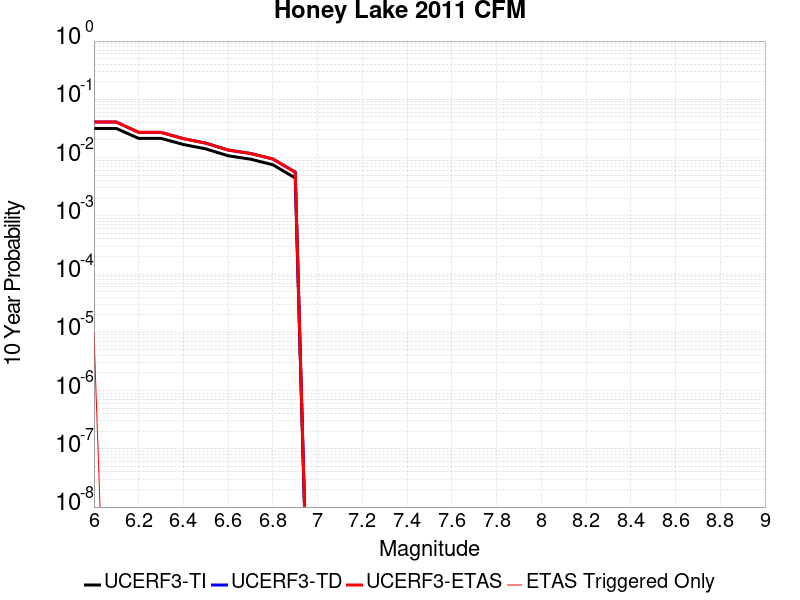 Honey Lake 2011 CFM
10^0
10^-1
10^-2
10^-3
10^-4
10^-5
10^-6
10^-7
10^-8
10 Year Probability
6 6.2 6.4 6.6 6.8 7 7.2 7.4 7.6 7.8 8 8.2 8.4 8.6 8.8 9
Magnitude
UCERF3-TI UCERF3-TD UCERF3-ETAS ETAS Triggered Only